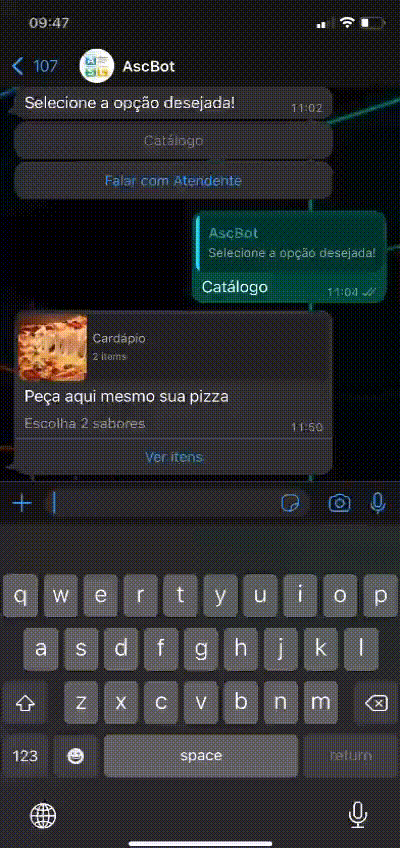 09:47
107
AscBot
Selecione a opção desejada!
11:02
Catálogo
Falar com Atendente
AscBot
Selecione a opção desejada!
Catálogo
11:04
Cardápio
2 items
Peça aqui mesmo sua pizza
Escolha 2 sabores
11:50
Ver itens
q w e r t y u i o p
a s d f g h j k l
z x c v b n m
123
space
return